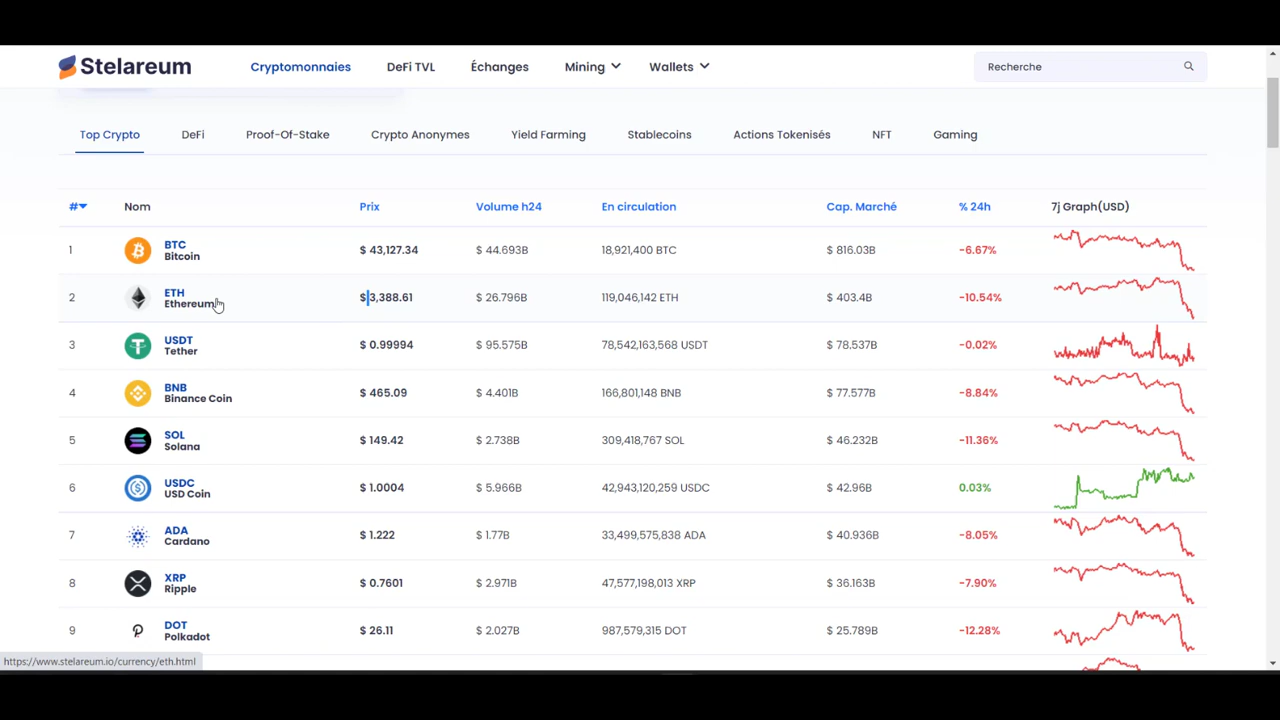 Stelareum Cryptomonnaies DeFi TVL Échanges Mining Wallets Recherche
Top Crypto DeFi Proof-Of-Stake Crypto Anonymes Yield Farming Stablecoins Actions Tokenisés NFT Gaming
# Nom Prix Volume h24 En circulation Cap. Marché % 24h 7j Graph(USD)
1 BTC Bitcoin $ 43,127.34 $ 44.693B 18,921,400 BTC $ 816.03B -6.67%
2 ETH Ethereum $ 3,388.61 $ 26.796B 119,046,142 ETH $ 403.4B -10.54%
3 USDT Tether $ 0.99994 $ 95.575B 78,542,163,568 USDT $ 78.537B -0.02%
4 BNB Binance Coin $ 465.09 $ 4.401B 166,801,148 BNB $ 77.577B -8.84%
5 SOL Solana $ 149.42 $ 2.738B 309,418,767 SOL $ 46.232B -11.36%
6 USDC USD Coin $ 1.0004 $ 5.966B 42,943,120,259 USDC $ 42.96B 0.03%
7 ADA Cardano $ 1.222 $ 1.77B 33,499,575,838 ADA $ 40.936B -8.05%
8 XRP Ripple $ 0.7601 $ 2.971B 47,577,198,013 XRP $ 36.163B -7.90%
9 DOT Polkadot $ 26.11 $ 2.027B 987,579,315 DOT $ 25.789B -12.28%
https://www.stelareum.io/currency/eth.html